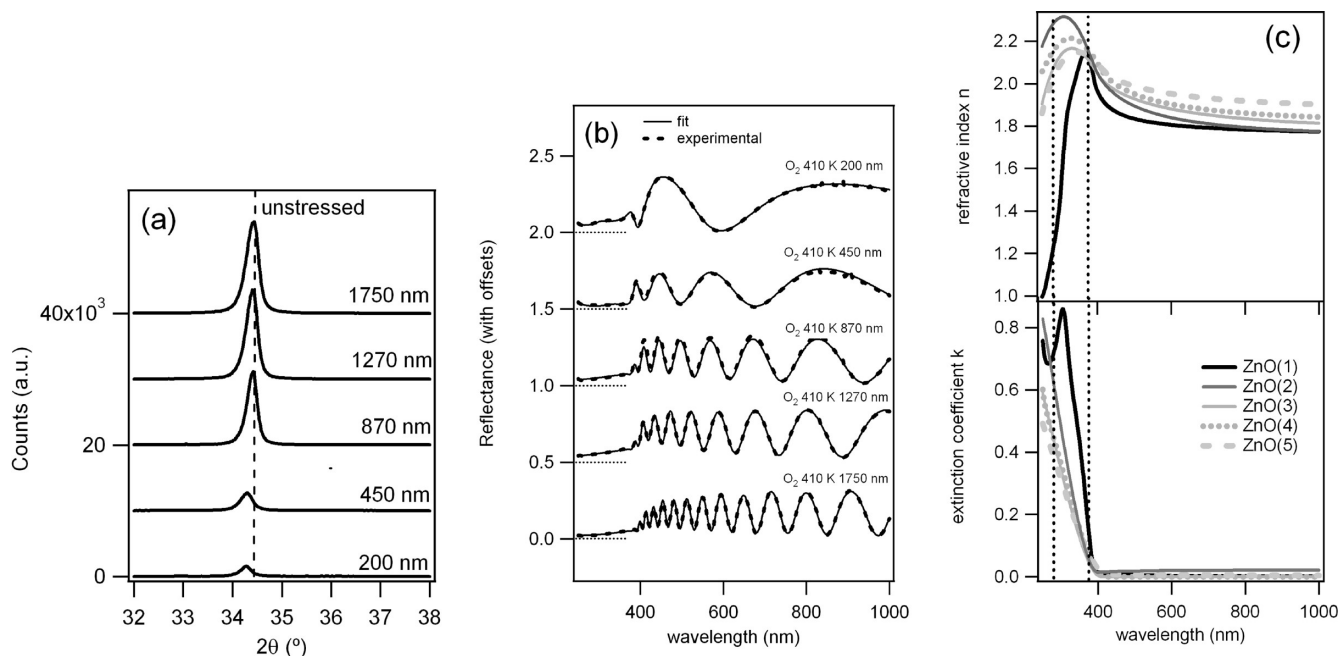 (a)
unstressed
1750 nm
1270 nm
870 nm
450 nm
200 nm
40x10³
20
0
Counts (a.u.)
32 33 34 35 36 37 38
2θ (º)
(b)
fit
experimental
O₂ 410 K 200 nm
O₂ 410 K 450 nm
O₂ 410 K 870 nm
O₂ 410 K 1270 nm
O₂ 410 K 1750 nm
2.5
2.0
1.5
1.0
0.5
0.0
Reflectance (with offsets)
400 600 800 1000
wavelength (nm)
(c)
2.2
2.0
1.8
1.6
1.4
1.2
1.0
refractive index n
0.8
0.6
0.4
0.2
0.0
extinction coefficient k
ZnO(1)
ZnO(2)
ZnO(3)
ZnO(4)
ZnO(5)
400 600 800 1000
wavelength (nm)